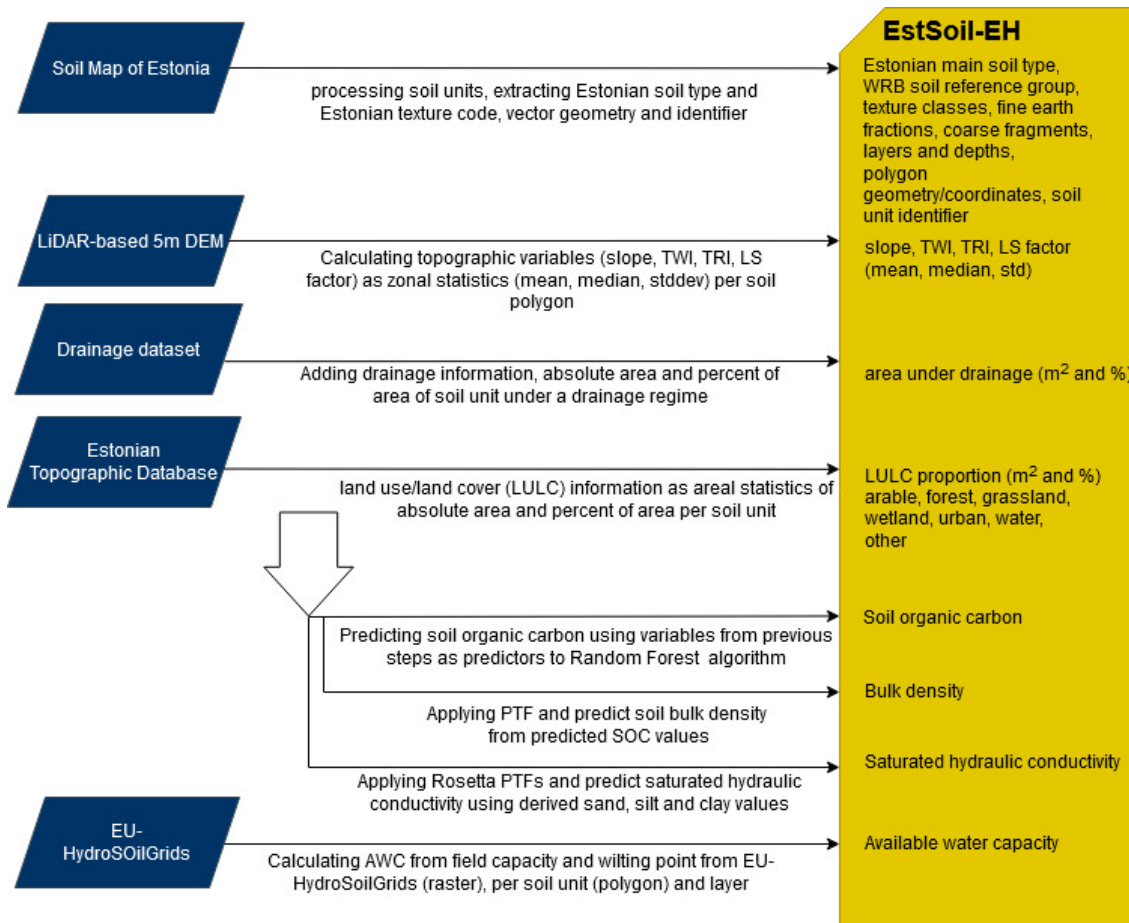 EstSoil-EH
Soil Map of Estonia
processing soil units, extracting Estonian soil type and
Estonian texture code, vector geometry and identifier
Estonian main soil type,
WRB soil reference group,
texture classes, fine earth
fractions, coarse fragments,
layers and depths,
polygon
geometry/coordinates, soil
unit identifier
LiDAR-based 5m DEM
Calculating topographic variables (slope, TWI, TRI, LS
factor) as zonal statistics (mean, median, stddev) per soil
polygon
slope, TWI, TRI, LS factor
(mean, median, std)
Drainage dataset
Adding drainage information, absolute area and percent of
area of soil unit under a drainage regime
area under drainage (m² and %)
Estonian
Topographic Database
land use/land cover (LULC) information as areal statistics of
absolute area and percent of area per soil unit
LULC proportion (m² and %)
arable, forest, grassland,
wetland, urban, water,
other
Predicting soil organic carbon using variables from previous
steps as predictors to Random Forest algorithm
Soil organic carbon
Applying PTF and predict soil bulk density
from predicted SOC values
Bulk density
Applying Rosetta PTFs and predict saturated hydraulic
conductivity using derived sand, silt and clay values
Saturated hydraulic conductivity
EU-
HydroSOilGrids
Calculating AWC from field capacity and wilting point from EU-
HydroSoilGrids (raster), per soil unit (polygon) and layer
Available water capacity